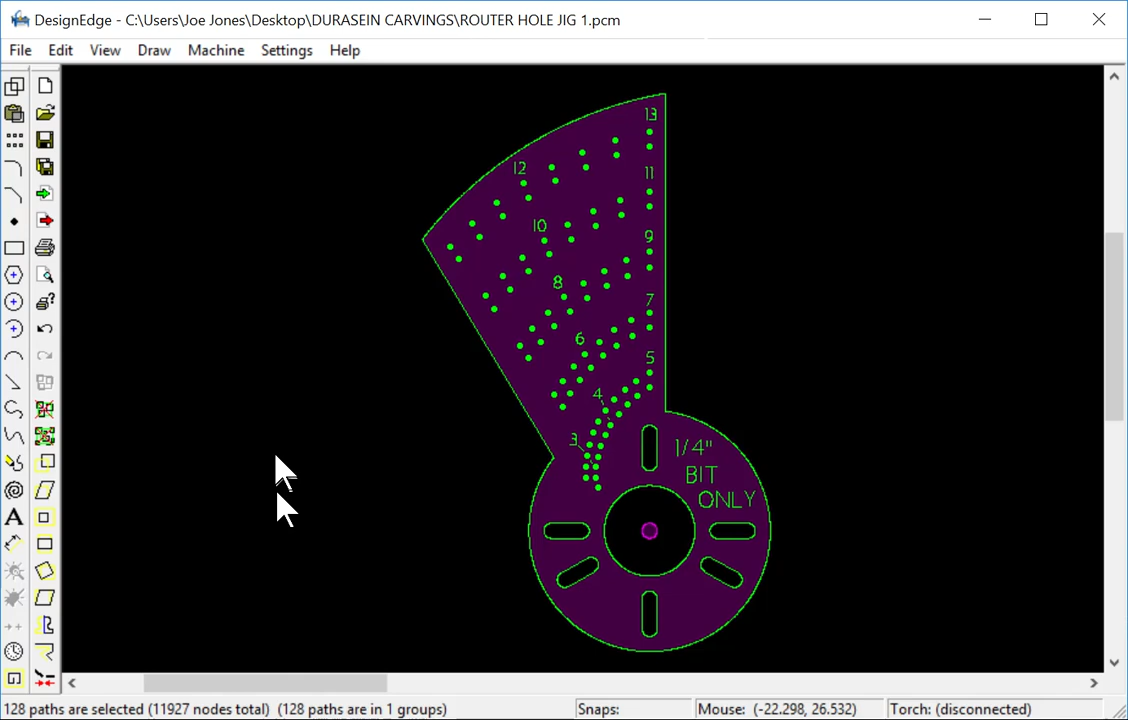 DesignEdge - C:\Users\Joe Jones\Desktop\DURASEIN CARVINGS\ROUTER HOLE JIG 1.pcm
File Edit View Draw Machine Settings Help
13
12
11
10
9
8
7
6
5
4
3
1/4"
BIT
ONLY
A
128 paths are selected (11927 nodes total) (128 paths are in 1 groups) Snaps: Mouse: (-22.298, 26.532) Torch: (disconnected)